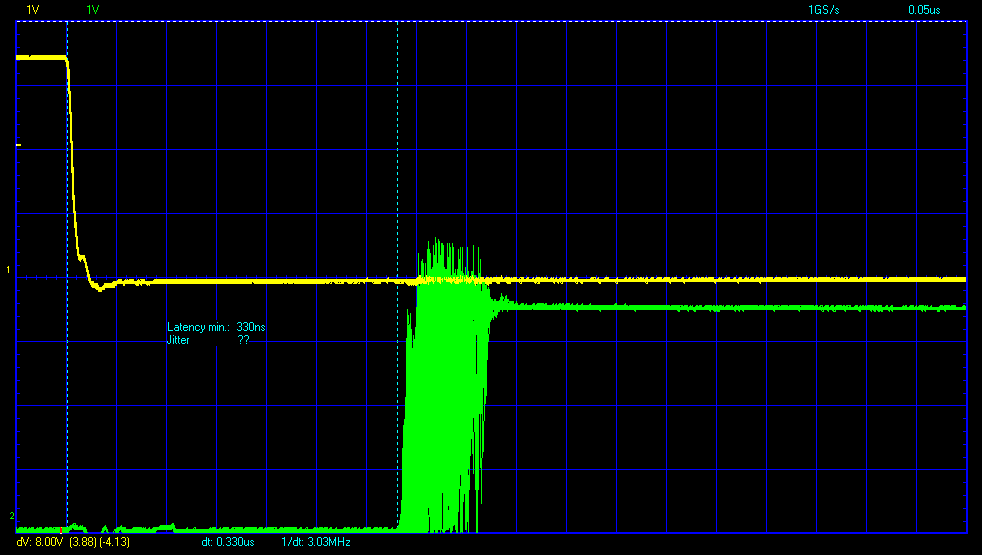 1V 1V 1GS/s 0.05us
1
Latency min.: 330ns
Jitter ??
2
dV: 8.00V (3.88) (-4.13) dt: 0.330us 1/dt: 3.03MHz